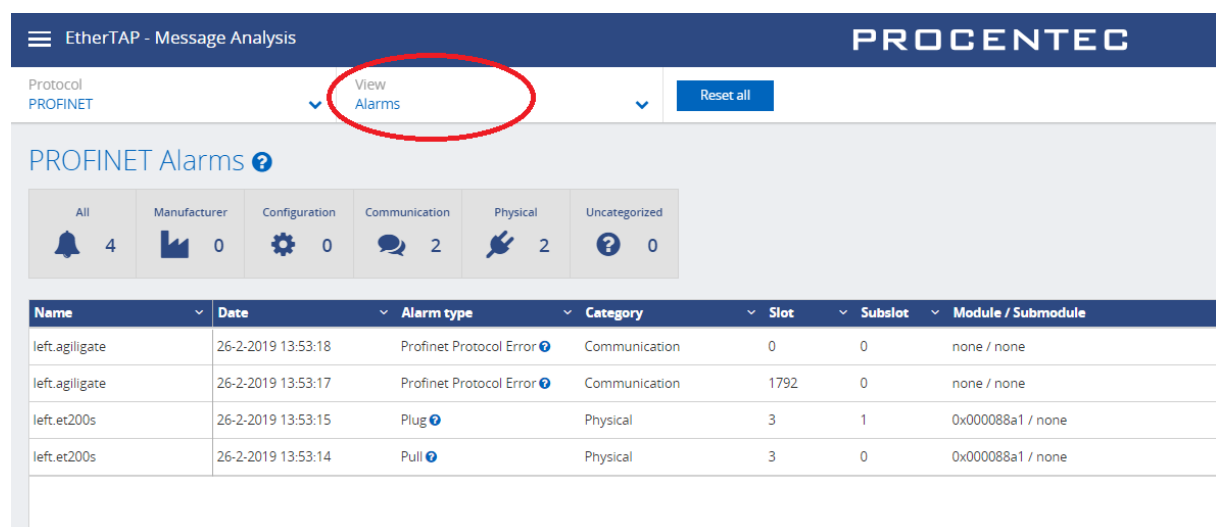 EtherTAP - Message Analysis PROCENTEC
Protocol View
PROFINET Alarms Reset all
PROFINET Alarms ?
All Manufacturer Configuration Communication Physical Uncategorized
4 0 0 2 2 ? 0
Name Date Alarm type Category Slot Subslot Module / Submodule
left.agiligate 26-2-2019 13:53:18 Profinet Protocol Error ? Communication 0 0 none / none
left.agiligate 26-2-2019 13:53:17 Profinet Protocol Error ? Communication 1792 0 none / none
left.et200s 26-2-2019 13:53:15 Plug ? Physical 3 1 0x000088a1 / none
left.et200s 26-2-2019 13:53:14 Pull ? Physical 3 0 0x000088a1 / none